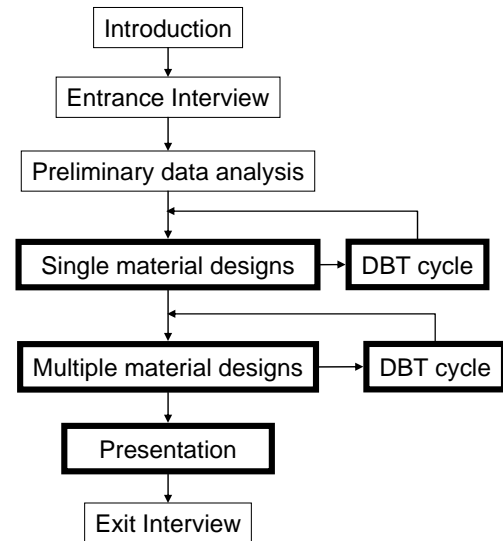 Introduction
Entrance Interview
Preliminary data analysis
Single material designs
DBT cycle
Multiple material designs
DBT cycle
Presentation
Exit Interview